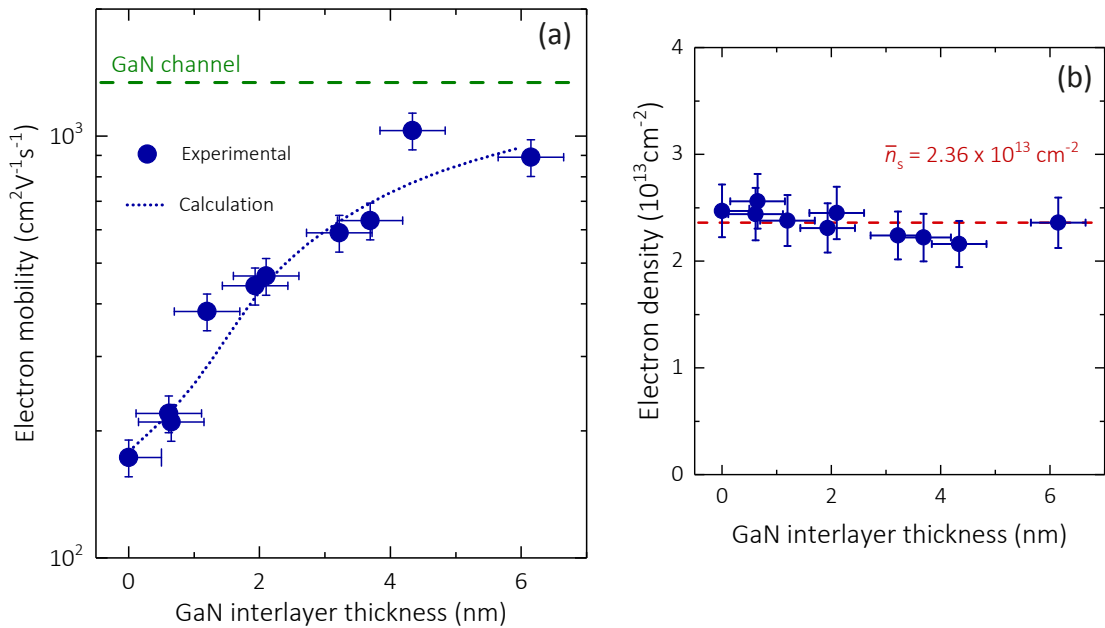 (a)
GaN channel
Experimental
Calculation
10³
10²
Electron mobility (cm²V⁻¹s⁻¹)
0 2 4 6
GaN interlayer thickness (nm)
(b)
n̅ₛ = 2.36 x 10¹³ cm⁻²
4
3
2
1
0
Electron density (10¹³cm⁻²)
0 2 4 6
GaN interlayer thickness (nm)